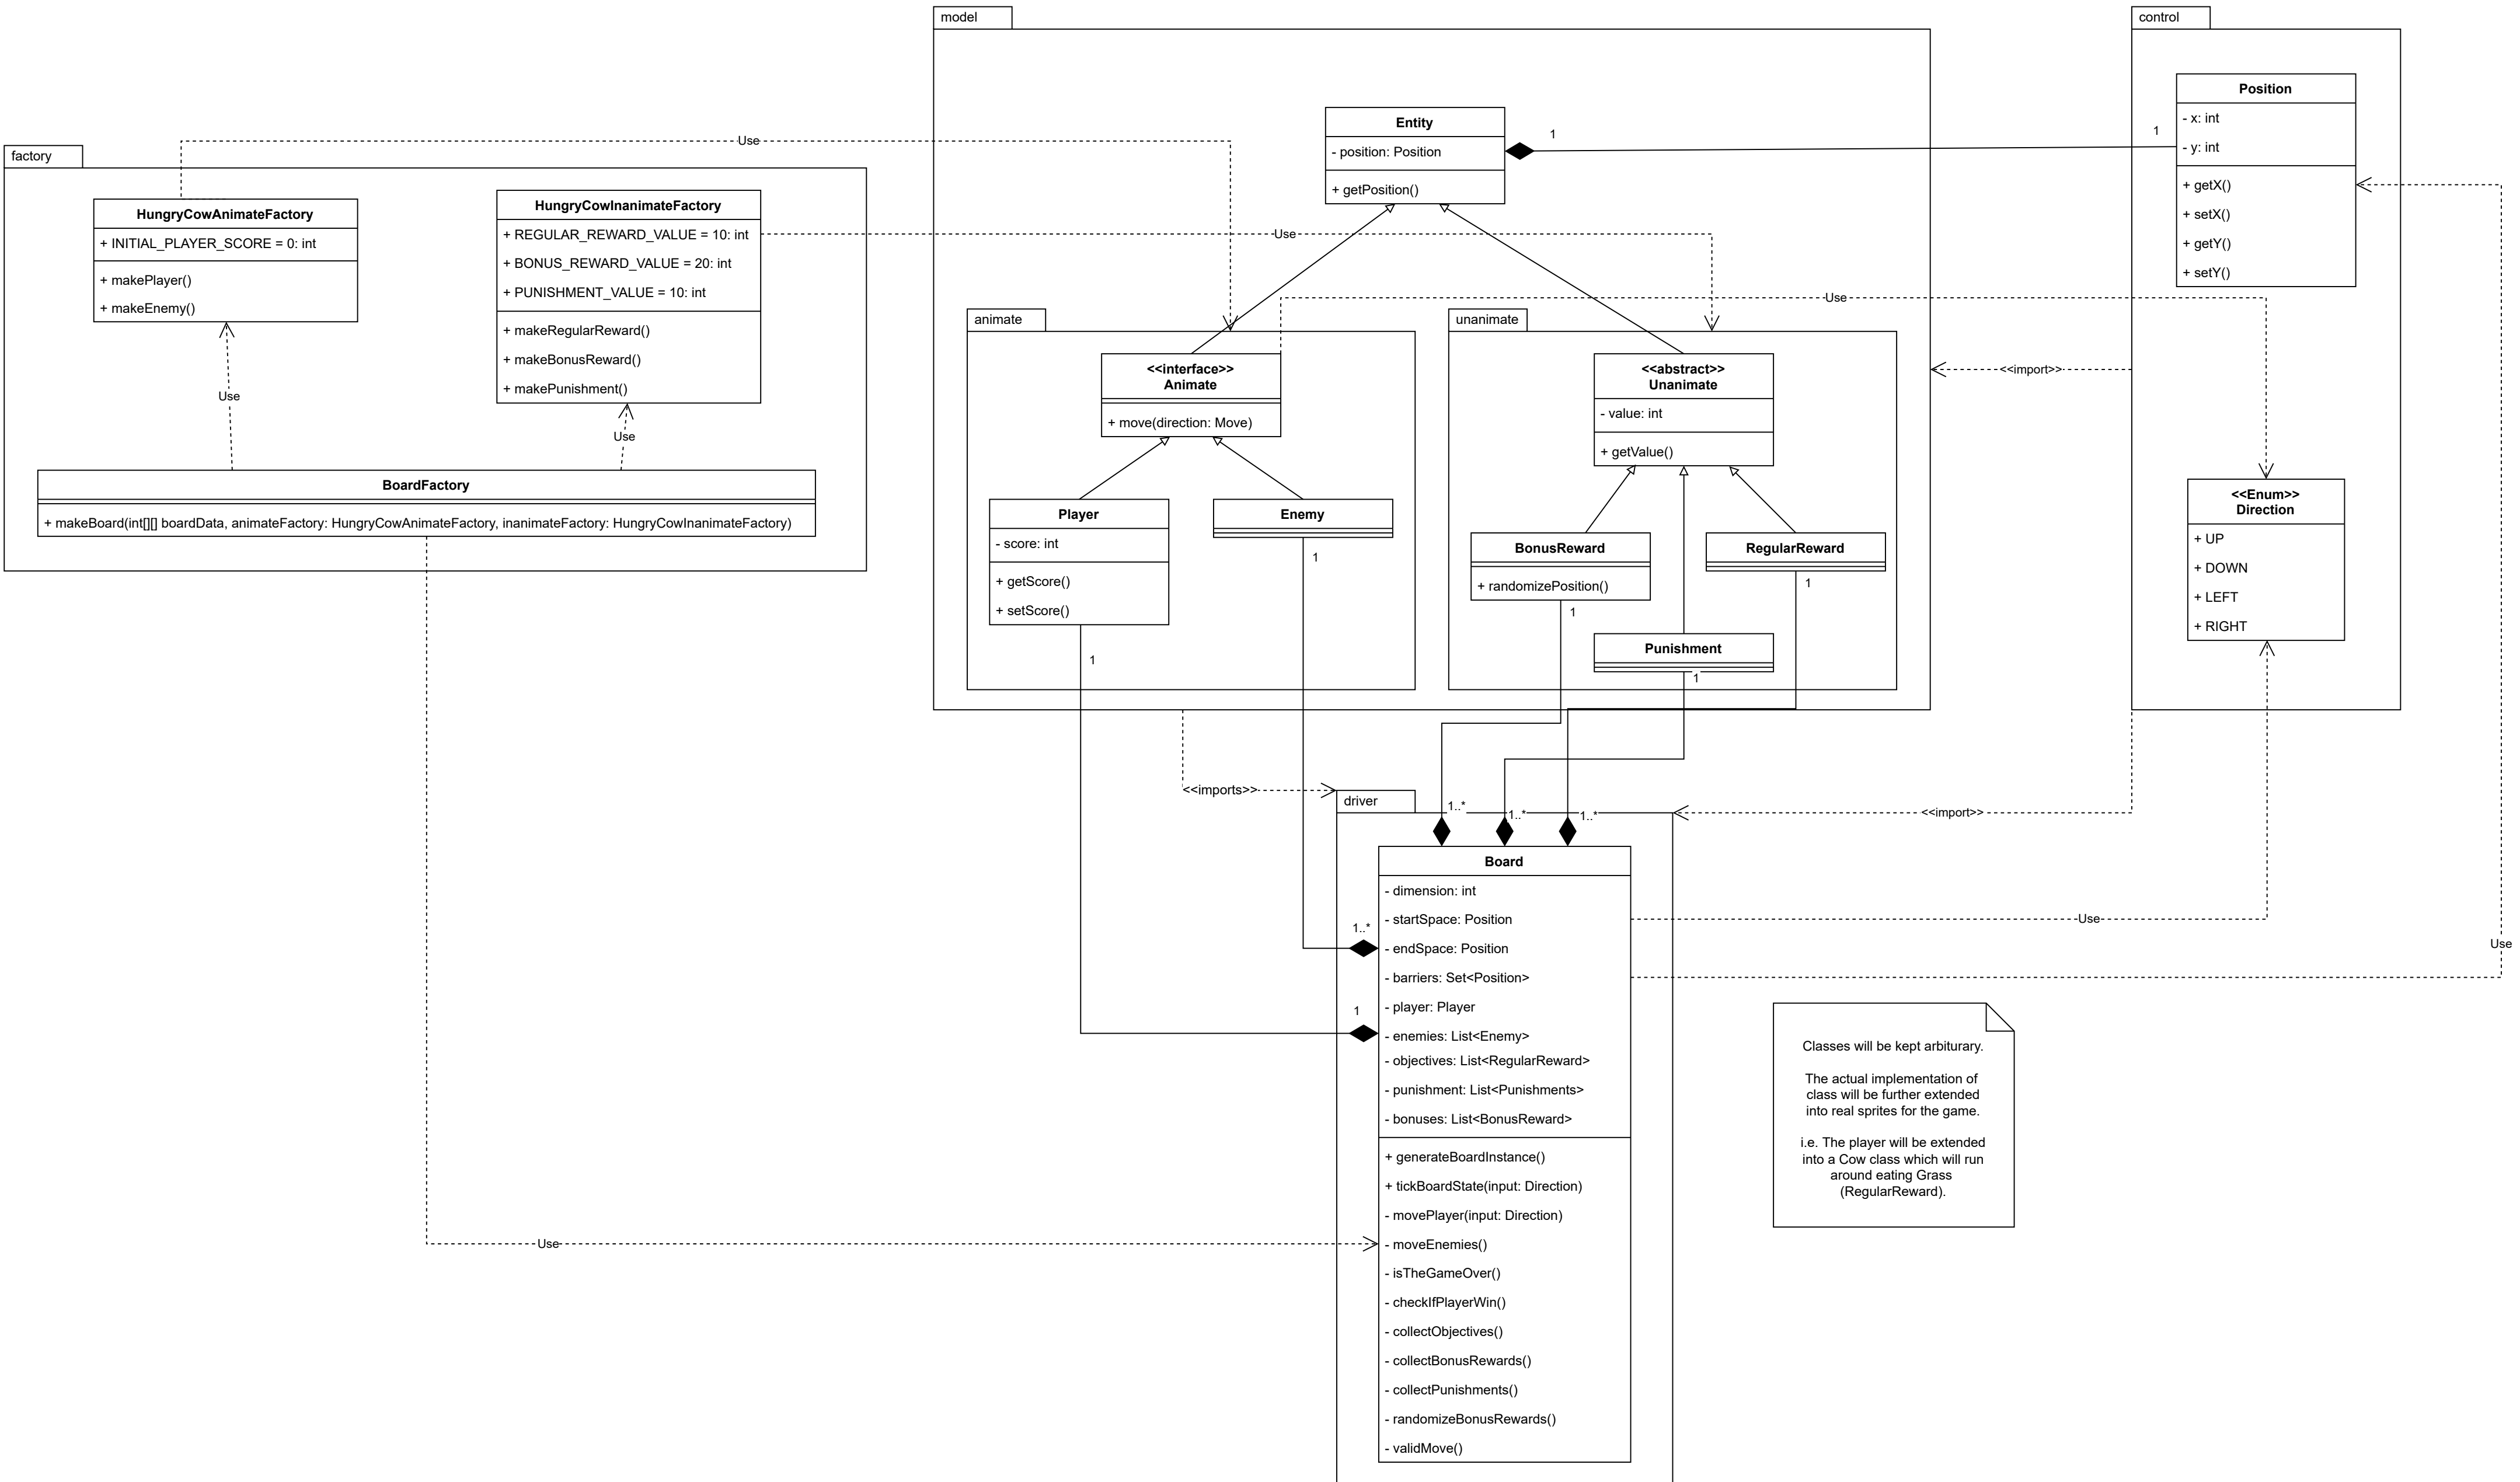 model
control
factory
Use
Entity
- position: Position
+ getPosition()
1
1
Position
- x: int
- y: int
+ getX()
+ setX()
+ getY()
+ setY()
HungryCowAnimateFactory
+ INITIAL_PLAYER_SCORE = 0: int
+ makePlayer()
+ makeEnemy()
HungryCowInanimateFactory
+ REGULAR_REWARD_VALUE = 10: int
+ BONUS_REWARD_VALUE = 20: int
+ PUNISHMENT_VALUE = 10: int
+ makeRegularReward()
+ makeBonusReward()
+ makePunishment()
Use
Use
Use
Use
BoardFactory
+ makeBoard(int[][] boardData, animateFactory: HungryCowAnimateFactory, inanimateFactory: HungryCowInanimateFactory)
animate
<<interface>>
Animate
+ move(direction: Move)
Player
- score: int
+ getScore()
+ setScore()
1
Enemy
1
unanimate
<<abstract>>
Unanimate
- value: int
+ getValue()
BonusReward
+ randomizePosition()
1
RegularReward
1
Punishment
1
<<import>>
<<Enum>>
Direction
+ UP
+ DOWN
+ LEFT
+ RIGHT
<<imports>>
<<import>>
driver
1..*
1..*
1..*
Board
- dimension: int
- startSpace: Position
- endSpace: Position
- barriers: Set<Position>
- player: Player
- enemies: List<Enemy>
- objectives: List<RegularReward>
- punishment: List<Punishments>
- bonuses: List<BonusReward>
+ generateBoardInstance()
+ tickBoardState(input: Direction)
- movePlayer(input: Direction)
- moveEnemies()
- isTheGameOver()
- checkIfPlayerWin()
- collectObjectives()
- collectBonusRewards()
- collectPunishments()
- randomizeBonusRewards()
- validMove()
1..*
1
Use
Use
Use
Classes will be kept arbiturary.
The actual implementation of
class will be further extended
into real sprites for the game.
i.e. The player will be extended
into a Cow class which will run
around eating Grass
(RegularReward).